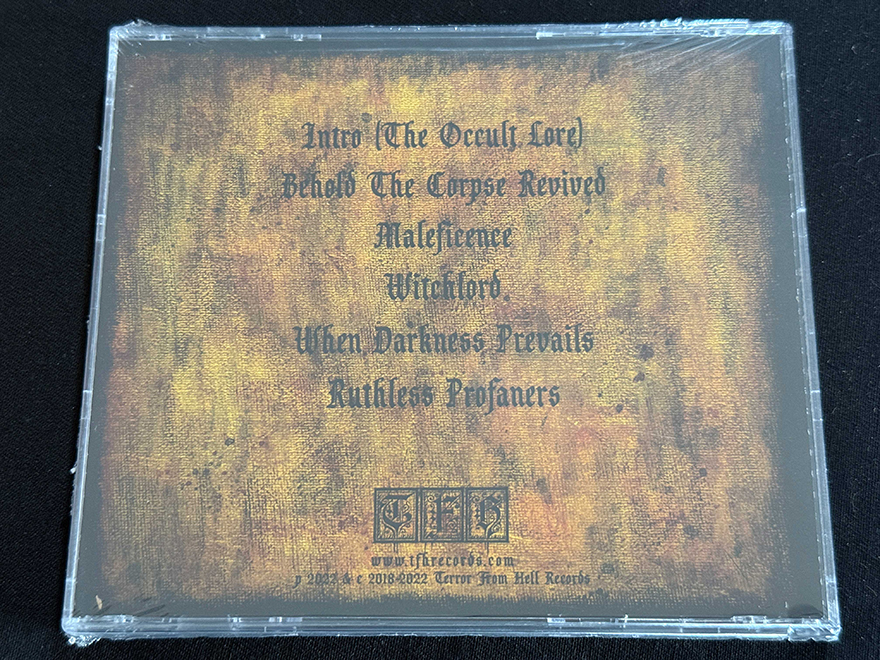 Intro (The Occult Lore)
Behold The Corpse Revived
Maleficence
Witchlord
When Darkness Prevails
Ruthless Profaners
T F H
www.tfhrecords.com
p 2022 & c 2018-2022 Terror From Hell Records